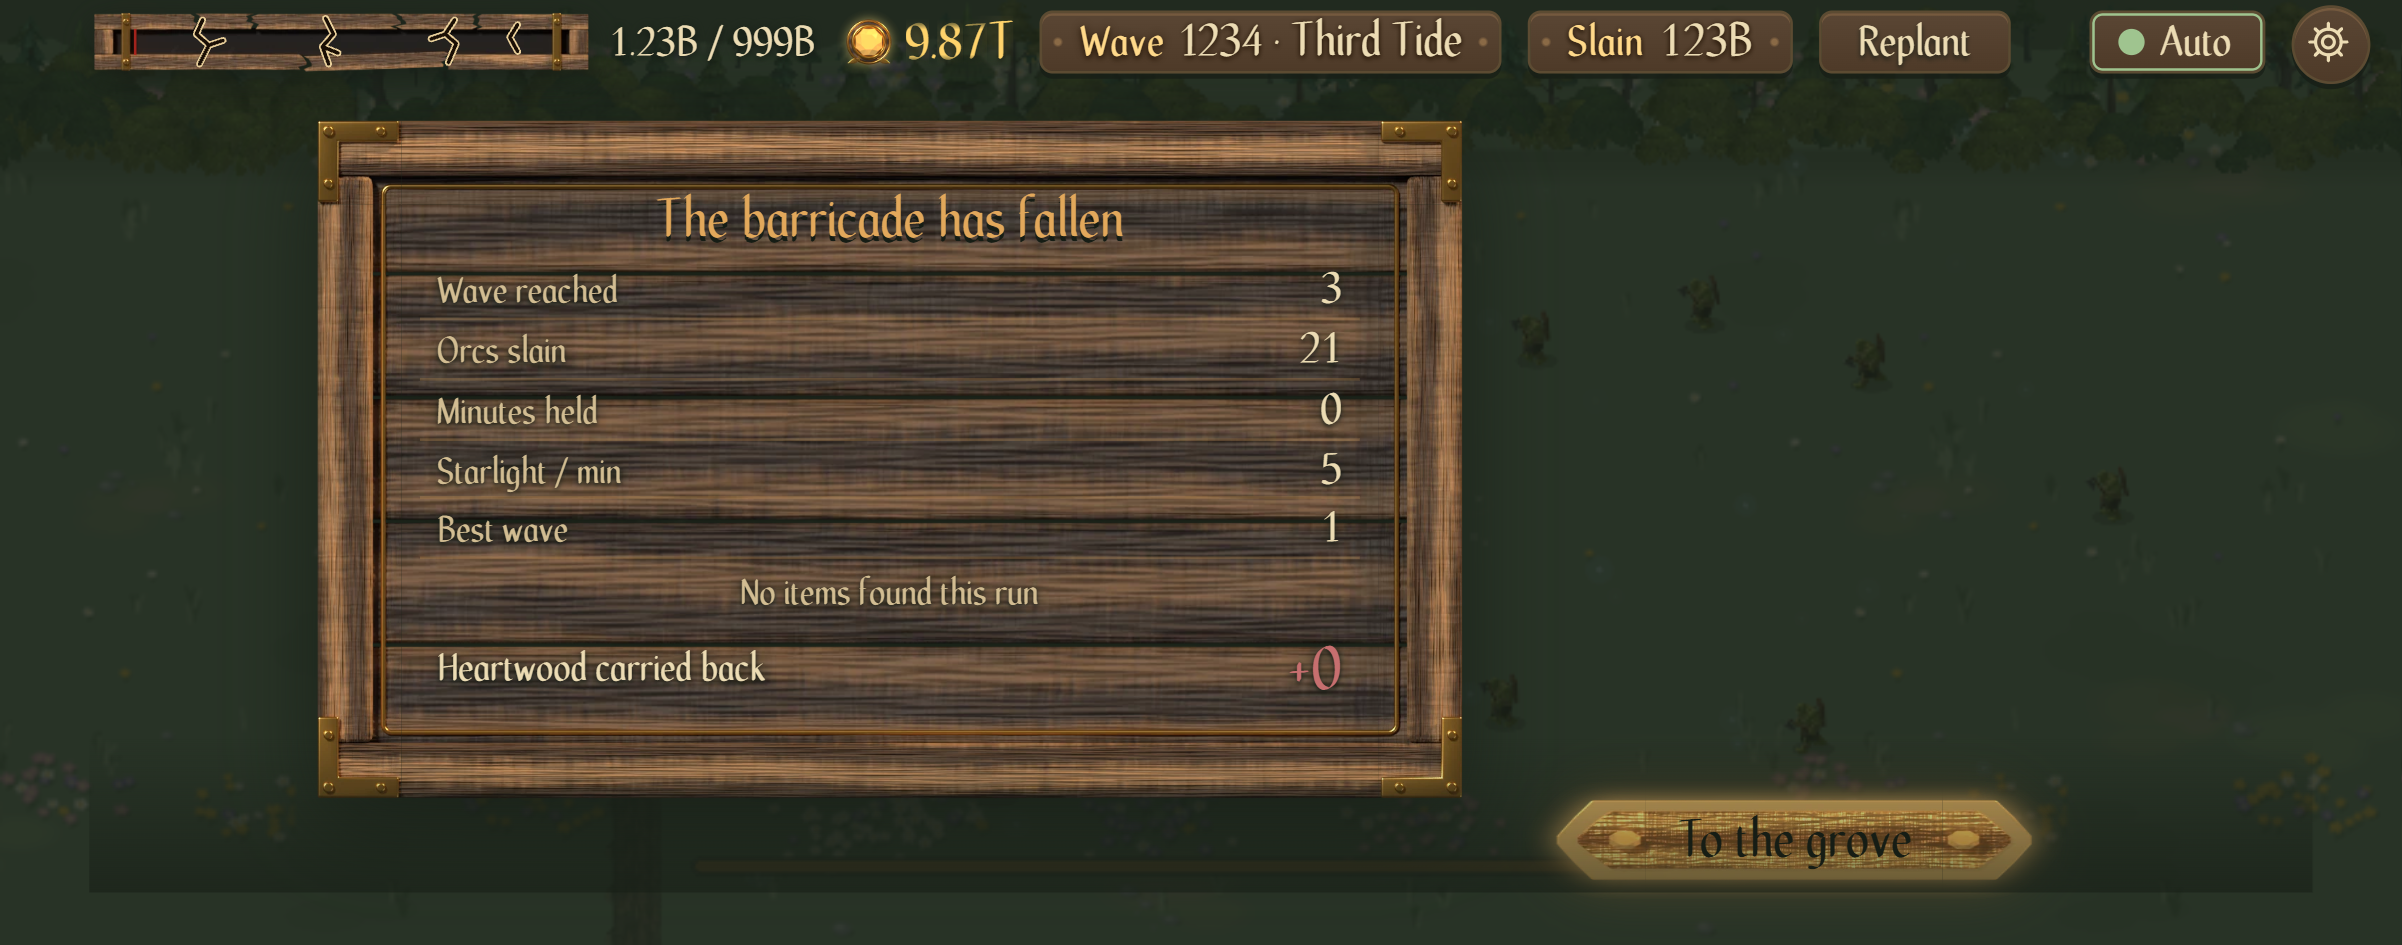 1.23B / 999B 9.87T Wave 1234 · Third Tide Slain 123B Replant Auto
The barricade has fallen
Wave reached 3
Orcs slain 21
Minutes held 0
Starlight / min 5
Best wave 1
No items found this run
Heartwood carried back +0
To the grove